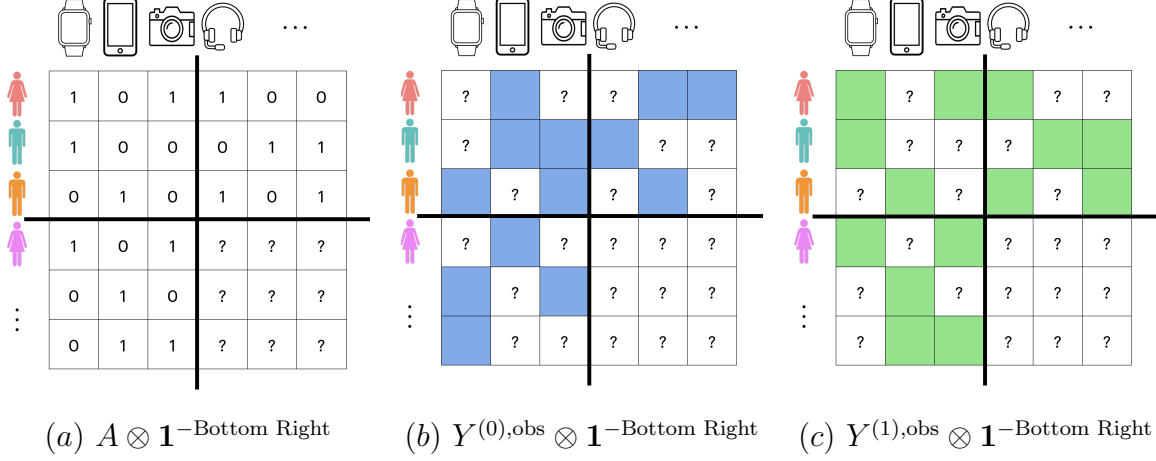 ... ... ...
1 0 1 1 0 0 ? ? ? ? ? ?
1 0 0 0 1 1 ? ? ? ? ? ?
0 1 0 1 0 1 ? ? ? ?
1 0 1 ? ? ? ? ? ? ? ? ? ? ? ?
0 1 0 ? ? ? ? ? ? ? ? ? ? ? ?
0 1 1 ? ? ? ? ? ? ? ? ? ? ?  ?
⋮ ⋮ ⋮
(a) A ⊗ 1^{−Bottom Right} (b) Y^{(0),obs} ⊗ 1^{−Bottom Right} (c) Y^{(1),obs} ⊗ 1^{−Bottom Right}